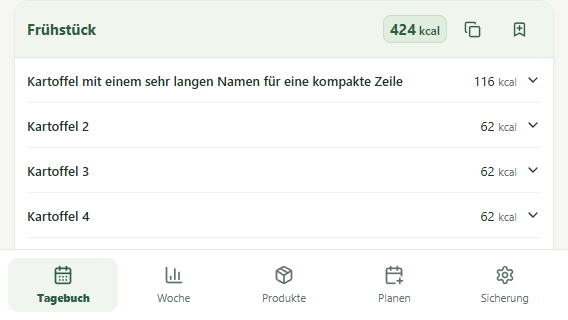 Frühstück 424 kcal
Kartoffel mit einem sehr langen Namen für eine kompakte Zeile 116 kcal
Kartoffel 2 62 kcal
Kartoffel 3 62 kcal
Kartoffel 4 62 kcal
Tagebuch Woche Produkte Planen Sicherung